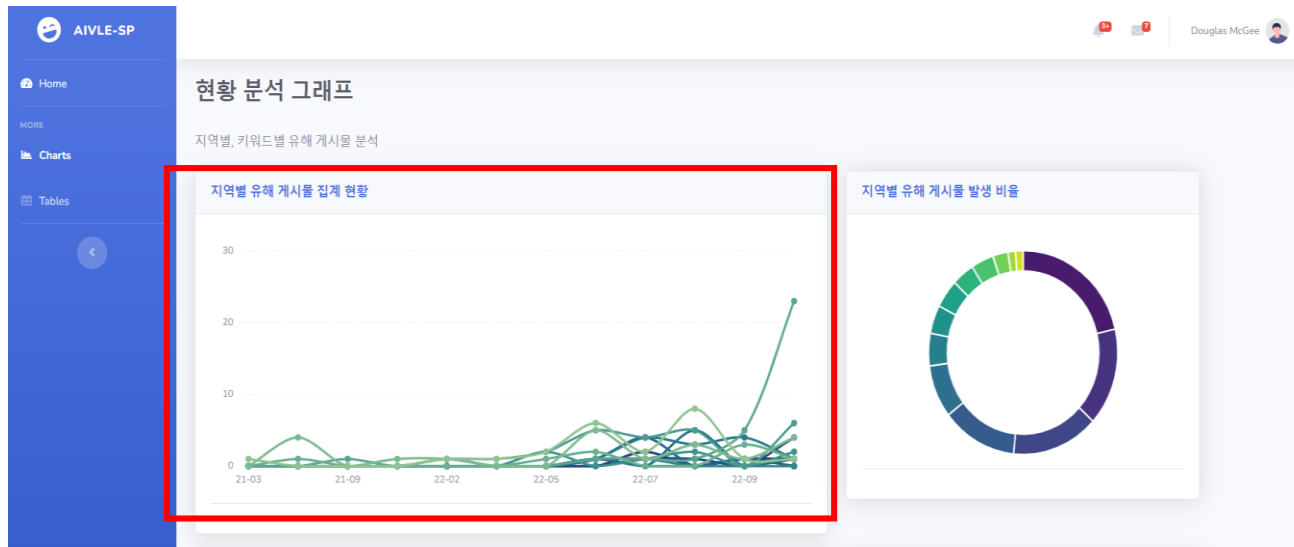 AIVLE-SP
3+
7
Douglas McGee
Home
MORE
Charts
Tables
현황 분석 그래프
지역별, 키워드별 유해 게시물 분석
지역별 유해 게시물 집계 현황
30
20
10
0
21-03 21-09 22-02 22-05 22-07 22-09
지역별 유해 게시물 발생 비율